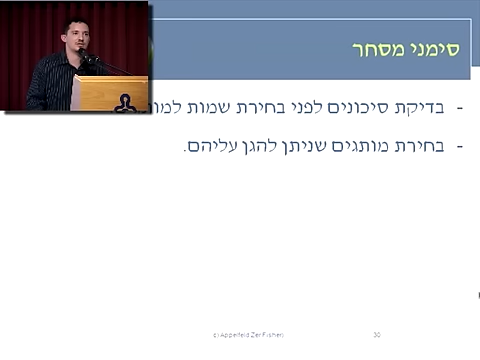 סימני מסחר
- בדיקת סיכונים לפני בחירת שמות
- בחירת מותגים שניתן להגן עליהם.
(c) Appelfeld Zer Fisher
30